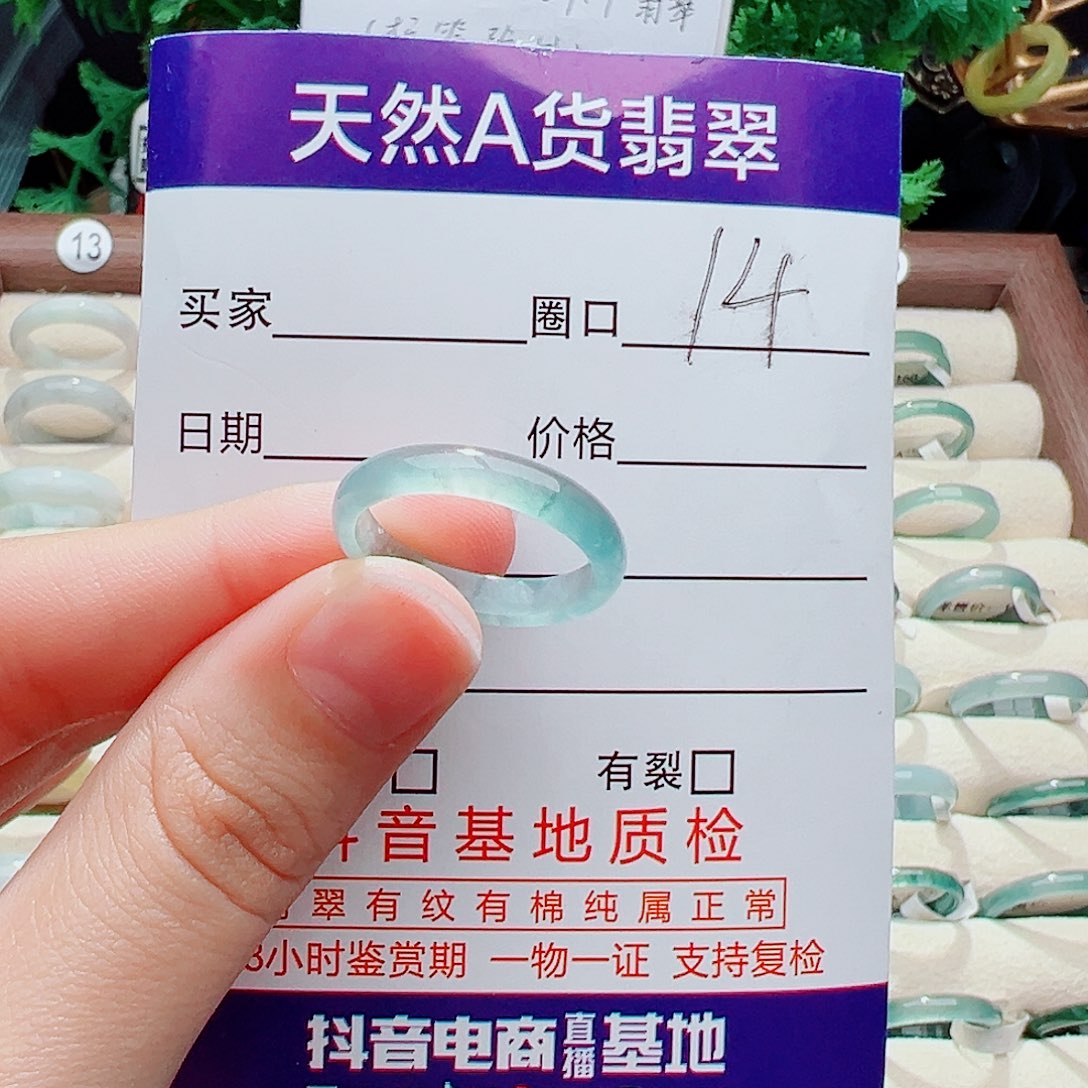 天然A货翡翠
13
买家 圈口 14
日期 价格
有裂
音基地质检
翠有纹有棉纯属正常
小时鉴赏期 一物一证 支持复检
抖音电商直播基地